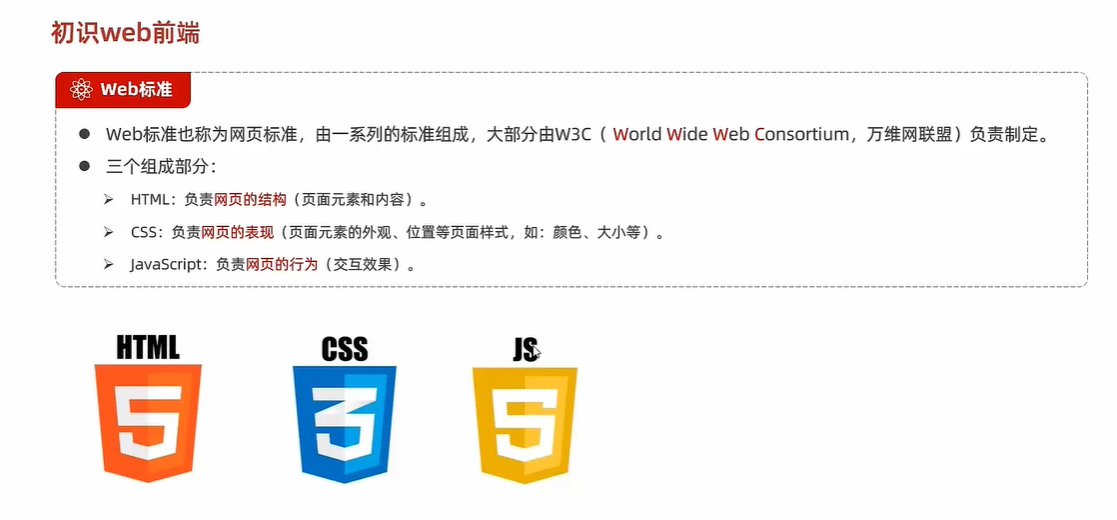 初识web前端
Web标准
Web标准也称为网页标准，由一系列的标准组成，大部分由W3C（ World Wide Web Consortium，万维网联盟）负责制定。
三个组成部分：
HTML：负责网页的结构（页面元素和内容）。
CSS：负责网页的表现（页面元素的外观、位置等页面样式，如：颜色、大小等）。
JavaScript：负责网页的行为（交互效果）。
HTML CSS JS
5 3 5